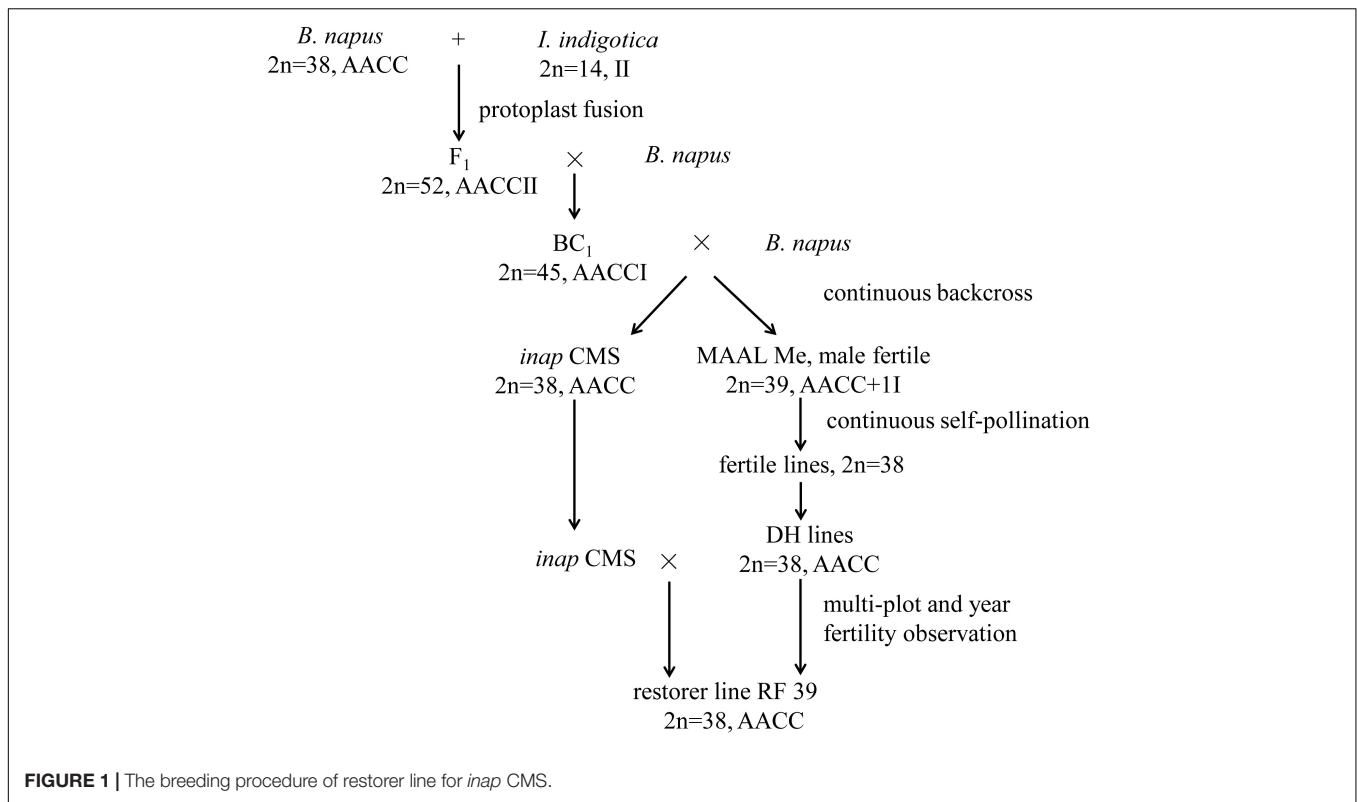 B. napus + I. indigotica
2n=38, AACC 2n=14, II
protoplast fusion
F₁ × B. napus
2n=52, AACCII
BC₁ × B. napus
2n=45, AACCI
continuous backcross
inap CMS MAAL Me, male fertile
2n=38, AACC 2n=39, AACC+1I
continuous self-pollination
fertile lines, 2n=38
DH lines
inap CMS × 2n=38, AACC
multi-plot and year
fertility observation
restorer line RF 39
2n=38, AACC
FIGURE 1 | The breeding procedure of restorer line for inap CMS.